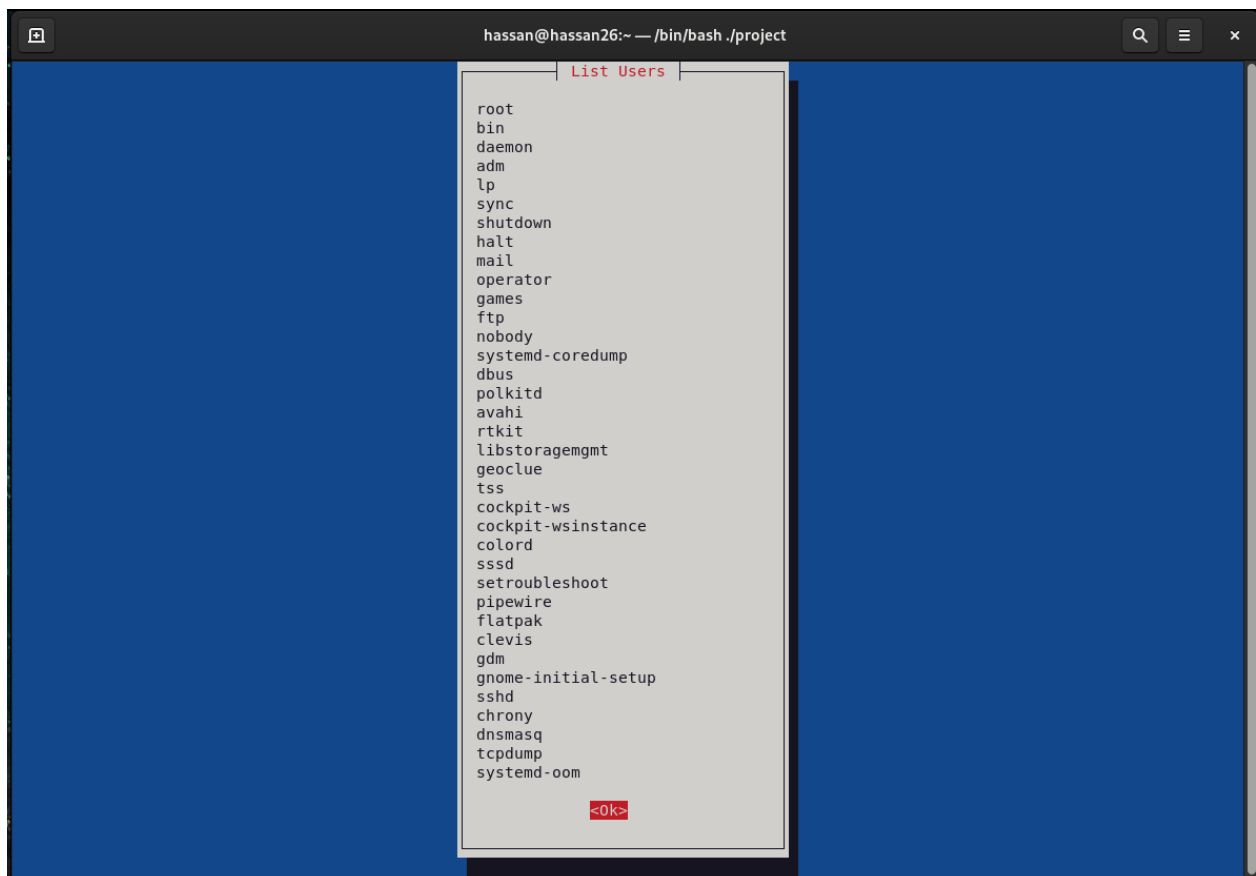 hassan@hassan26:~ — /bin/bash ./project
List Users
root
bin
daemon
adm
lp
sync
shutdown
halt
mail
operator
games
ftp
nobody
systemd-coredump
dbus
polkitd
avahi
rtkit
libstoragemgmt
geoclue
tss
cockpit-ws
cockpit-wsinstance
colord
sssd
setroubleshoot
pipewire
flatpak
clevis
gdm
gnome-initial-setup
sshd
chrony
dnsmasq
tcpdump
systemd-oom
<Ok>